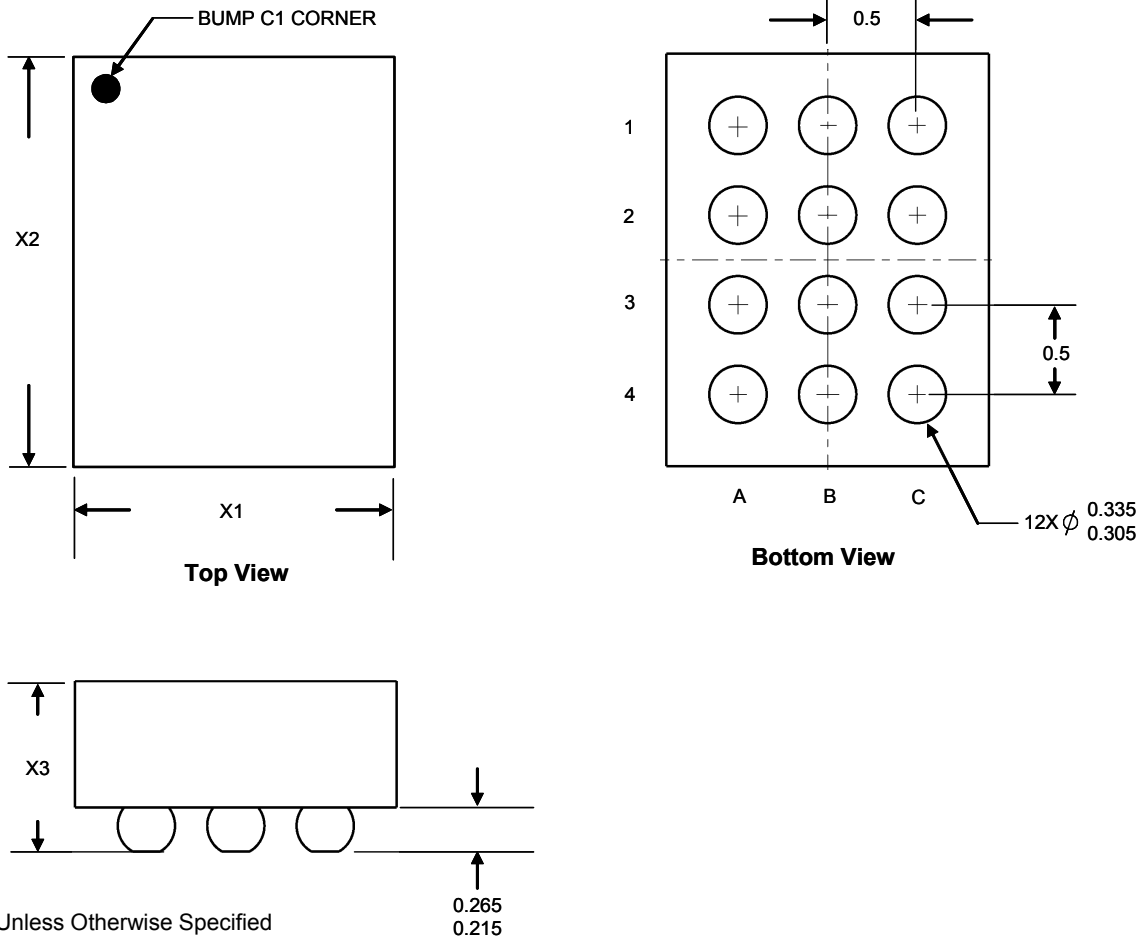 BUMP C1 CORNER
X2
X1
Top View
0.5
1
2
3
4
0.5
A B C
12X ϕ 0.335
0.305
Bottom View
X3
0.265
0.215
Unless Otherwise Specified